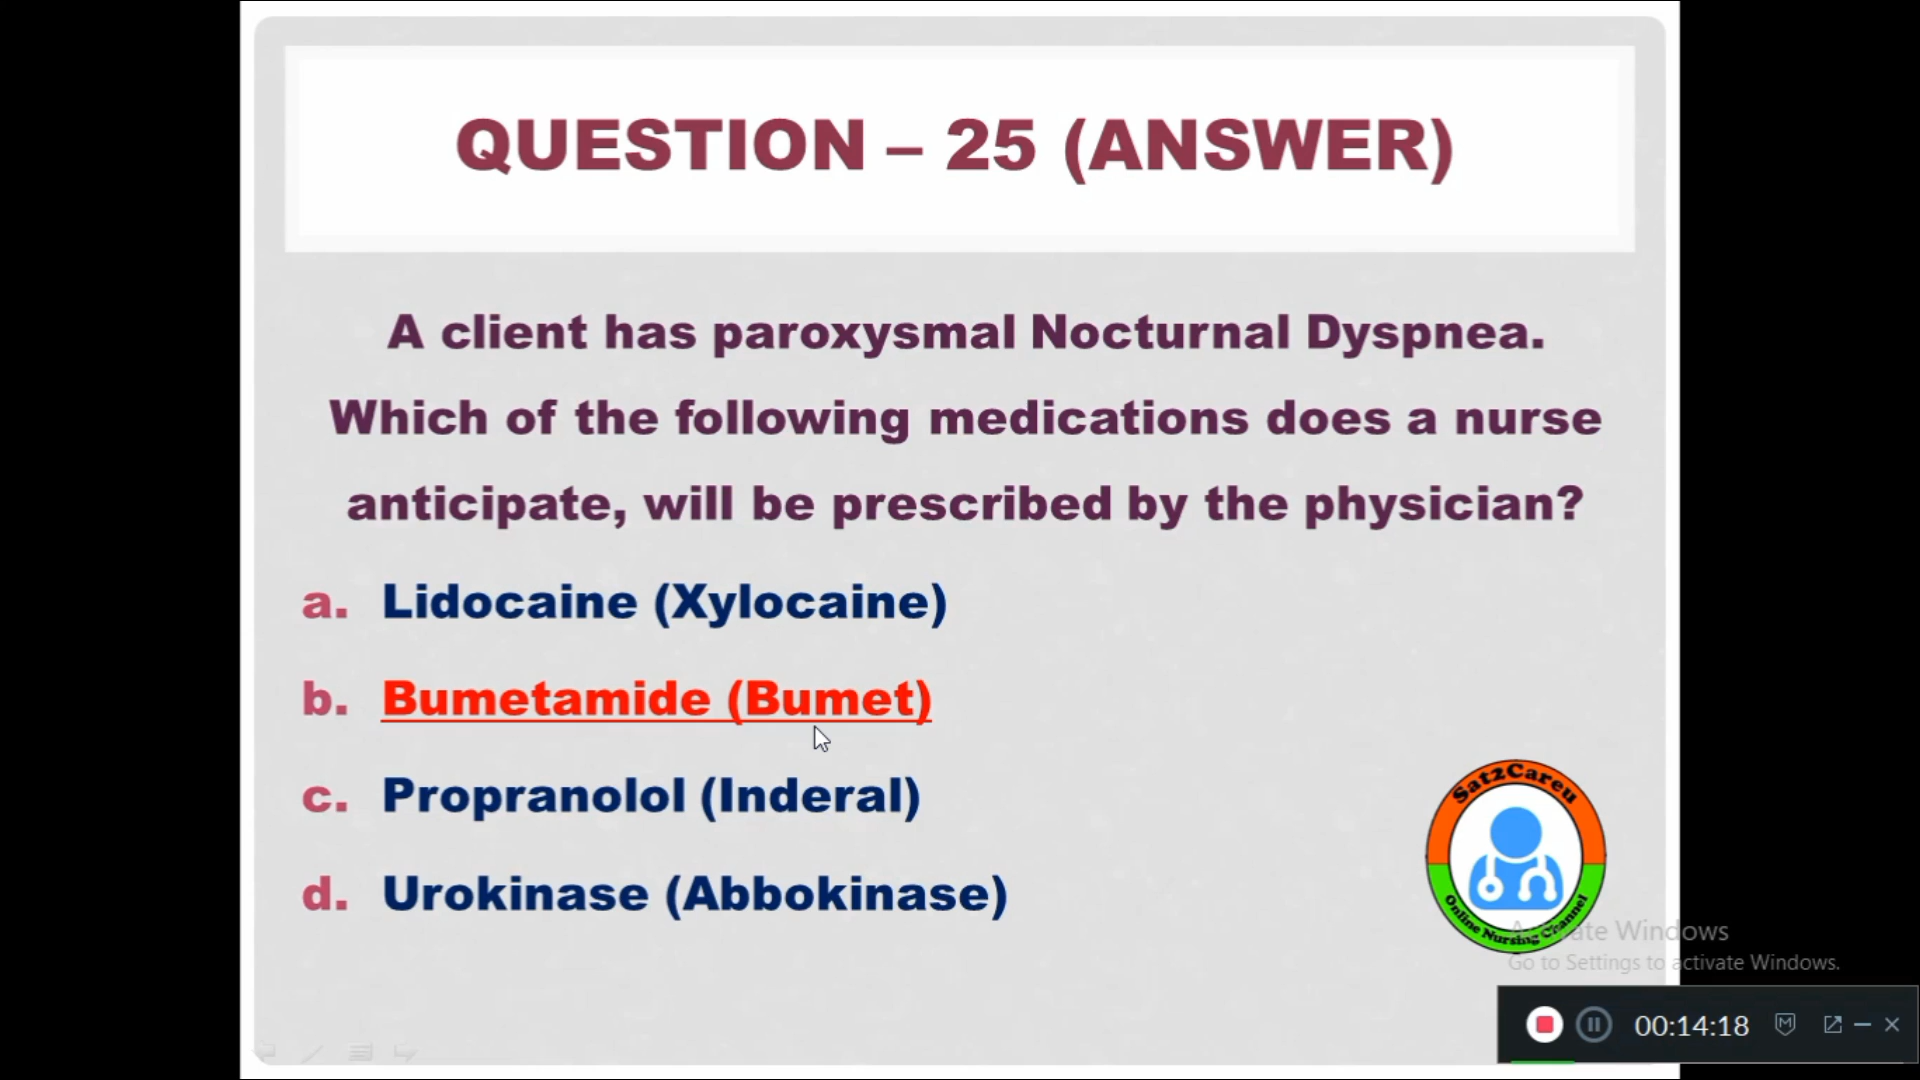 QUESTION – 25 (ANSWER)
A client has paroxysmal Nocturnal Dyspnea.
Which of the following medications does a nurse
anticipate, will be prescribed by the physician?
a. Lidocaine (Xylocaine)
b. Bumetamide (Bumet)
c. Propranolol (Inderal)
d. Urokinase (Abbokinase)
Sat2Careu
Online Nursing Channel
Activate Windows
Go to Settings to activate Windows.
00:14:18